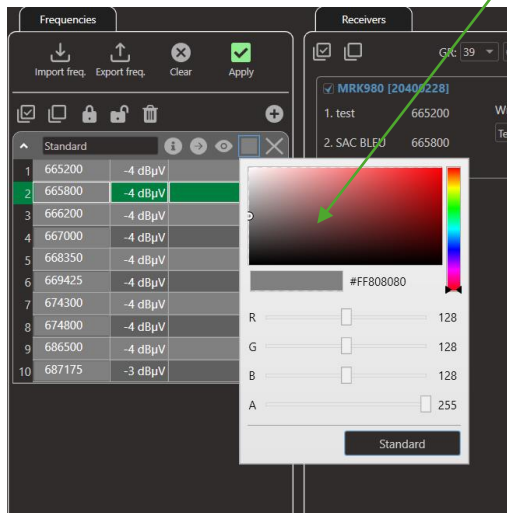 Frequencies
Receivers
Import freq. Export freq. Clear Apply
GR: 39
MRK980 [20400228]
1. test 665200
2. SAC BLEU 665800
Standard
1 665200 -4 dBµV
2 665800 -4 dBµV
3 666200 -4 dBµV
4 667000 -4 dBµV
5 668350 -4 dBµV
6 669425 -4 dBµV
7 674300 -4 dBµV
8 674800 -4 dBµV
9 686500 -4 dBµV
10 687175 -3 dBµV
#FF808080
R 128
G 128
B 128
A 255
Standard